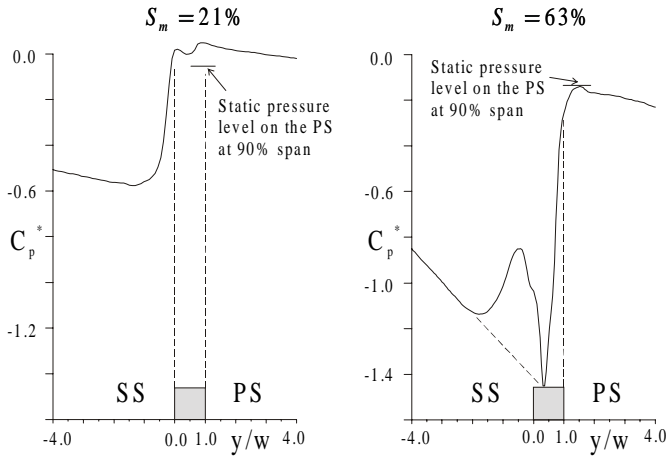 S_m = 21%
0.0
-0.6
C_p*
-1.2
Static pressure
level on the PS
at 90% span
SS
PS
-4.0
0.0
1.0
y/w
4.0
S_m = 63%
0.0
-0.6
C_p*
-1.0
-1.4
Static pressure
level on the PS
at 90% span
SS
PS
-4.0
0.0
1.0
y/w
4.0